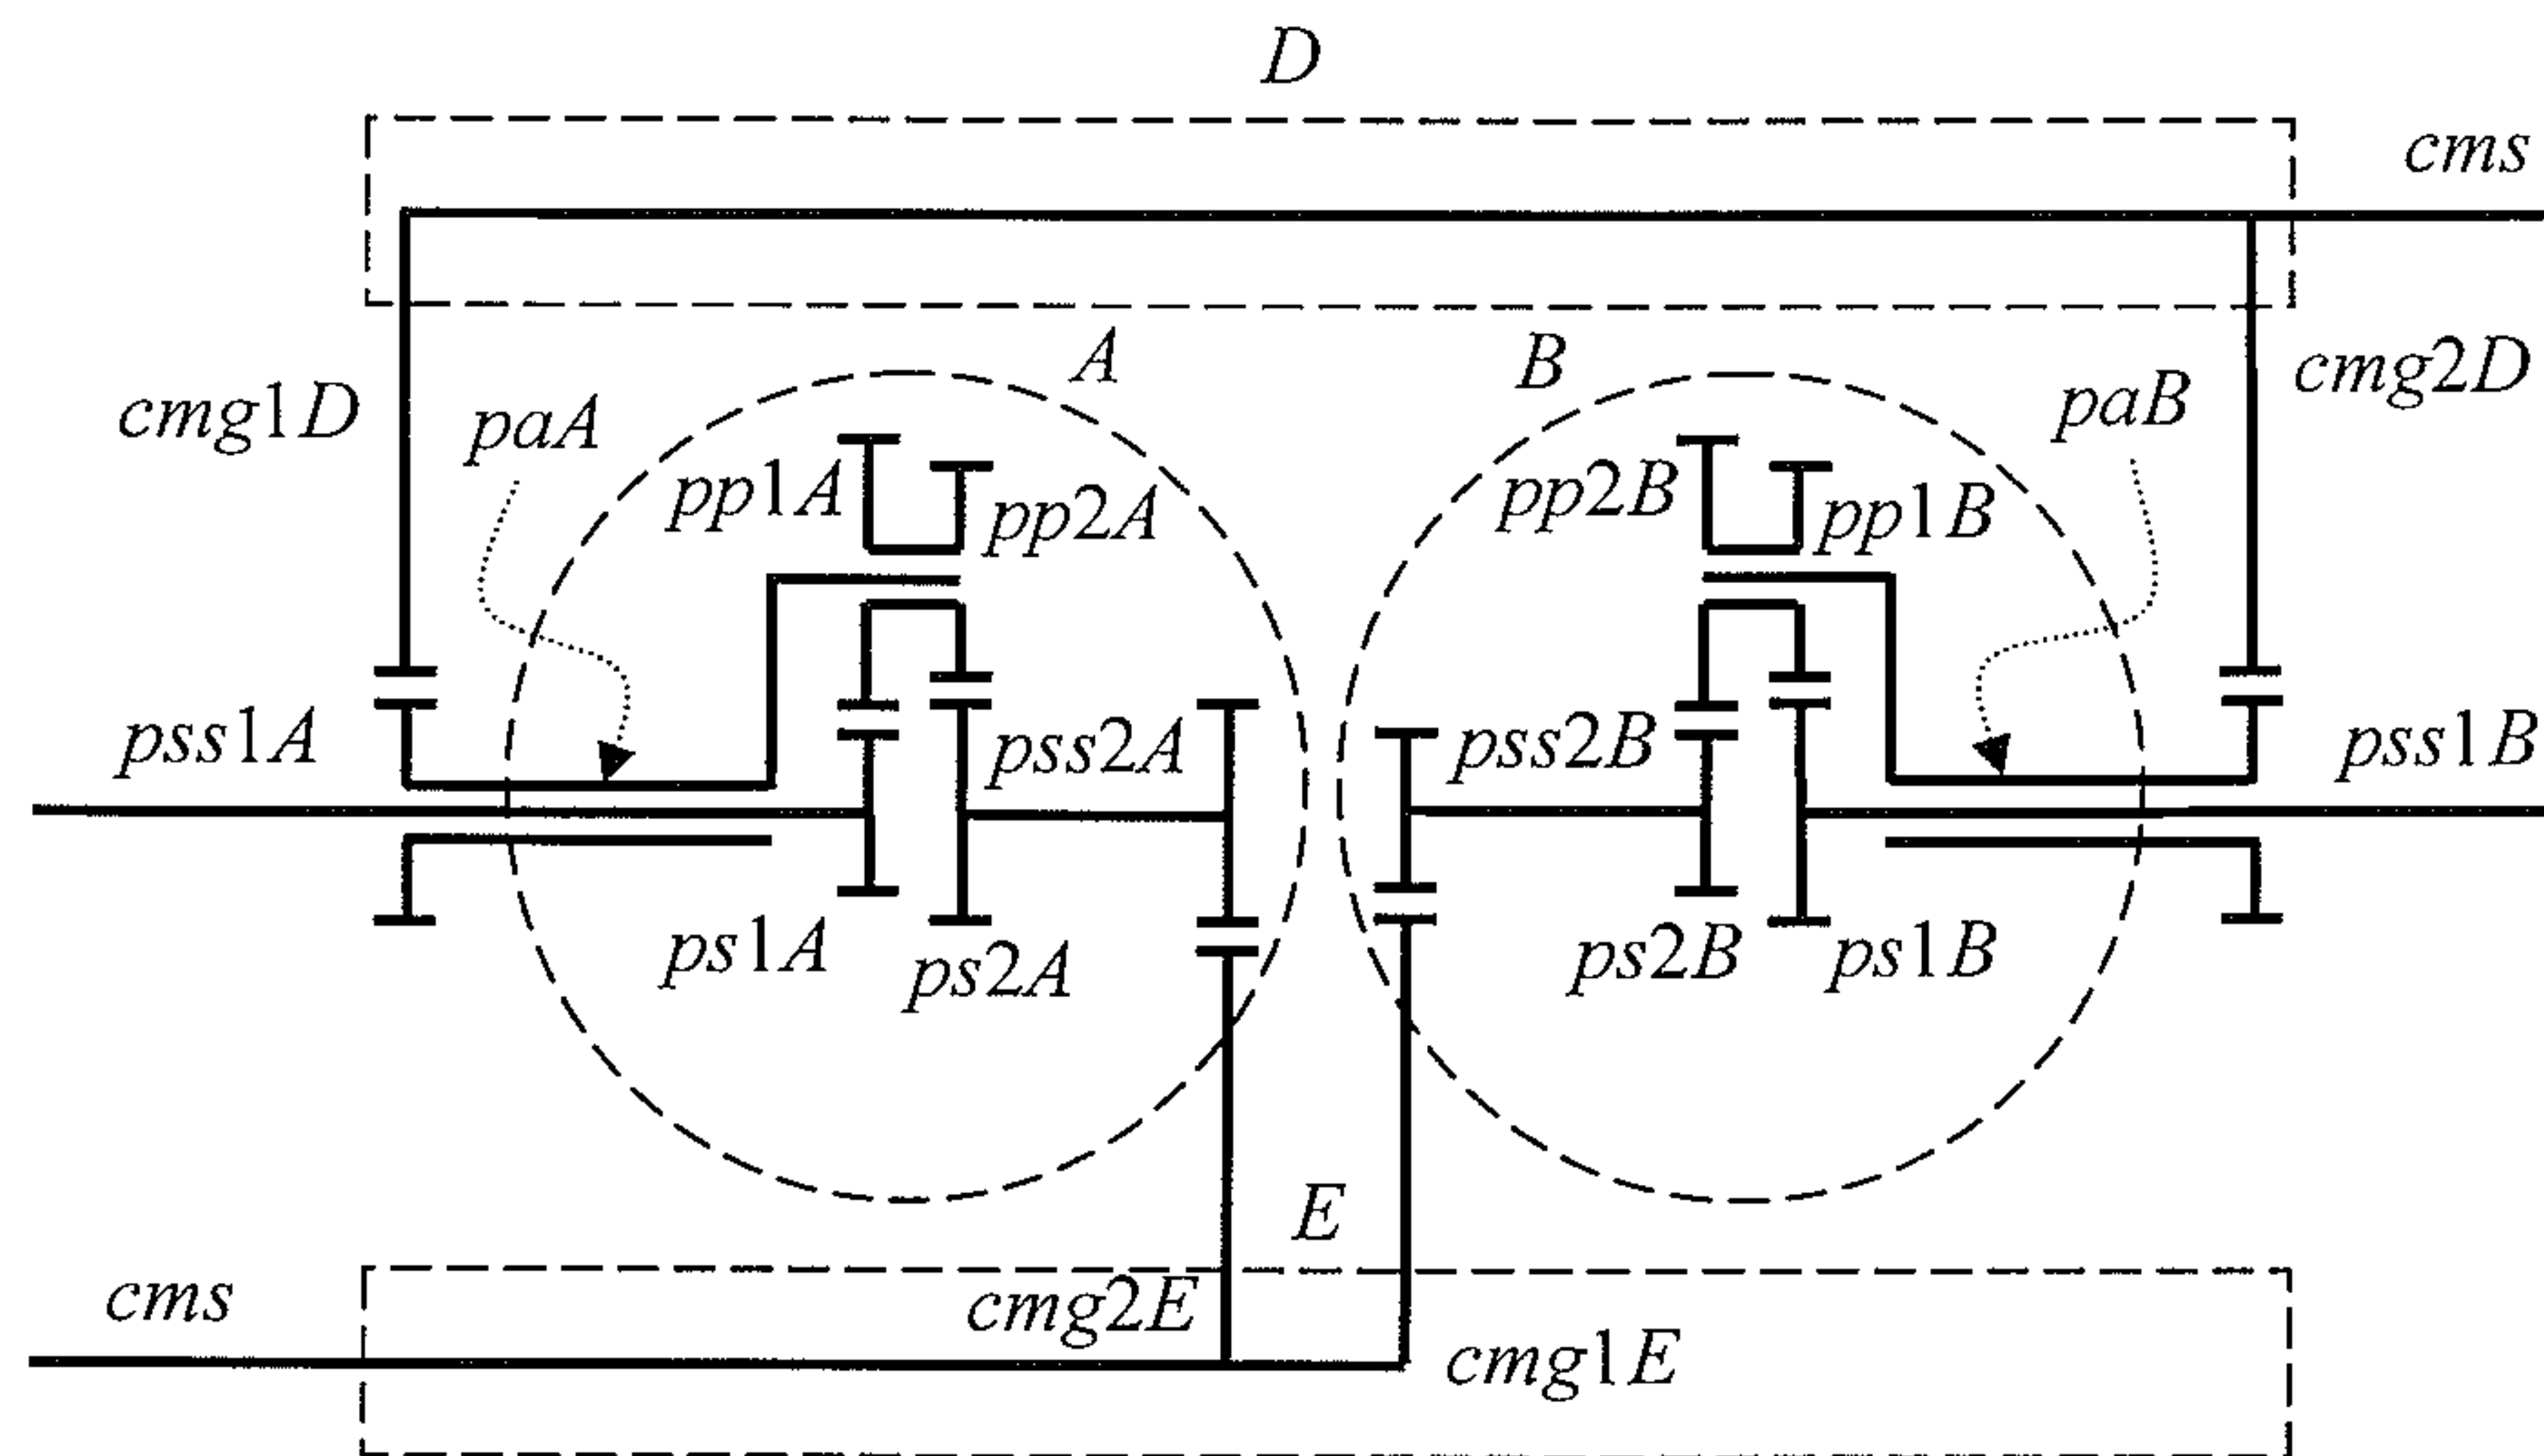 D
cms
A
B
cmg1D
paA
paB
cmg2D
pp1A
pp2A
pp2B
pp1B
pss1A
pss2A
pss2B
pss1B
ps1A
ps2A
ps2B
ps1B
E
cms
cmg2E
cmg1E